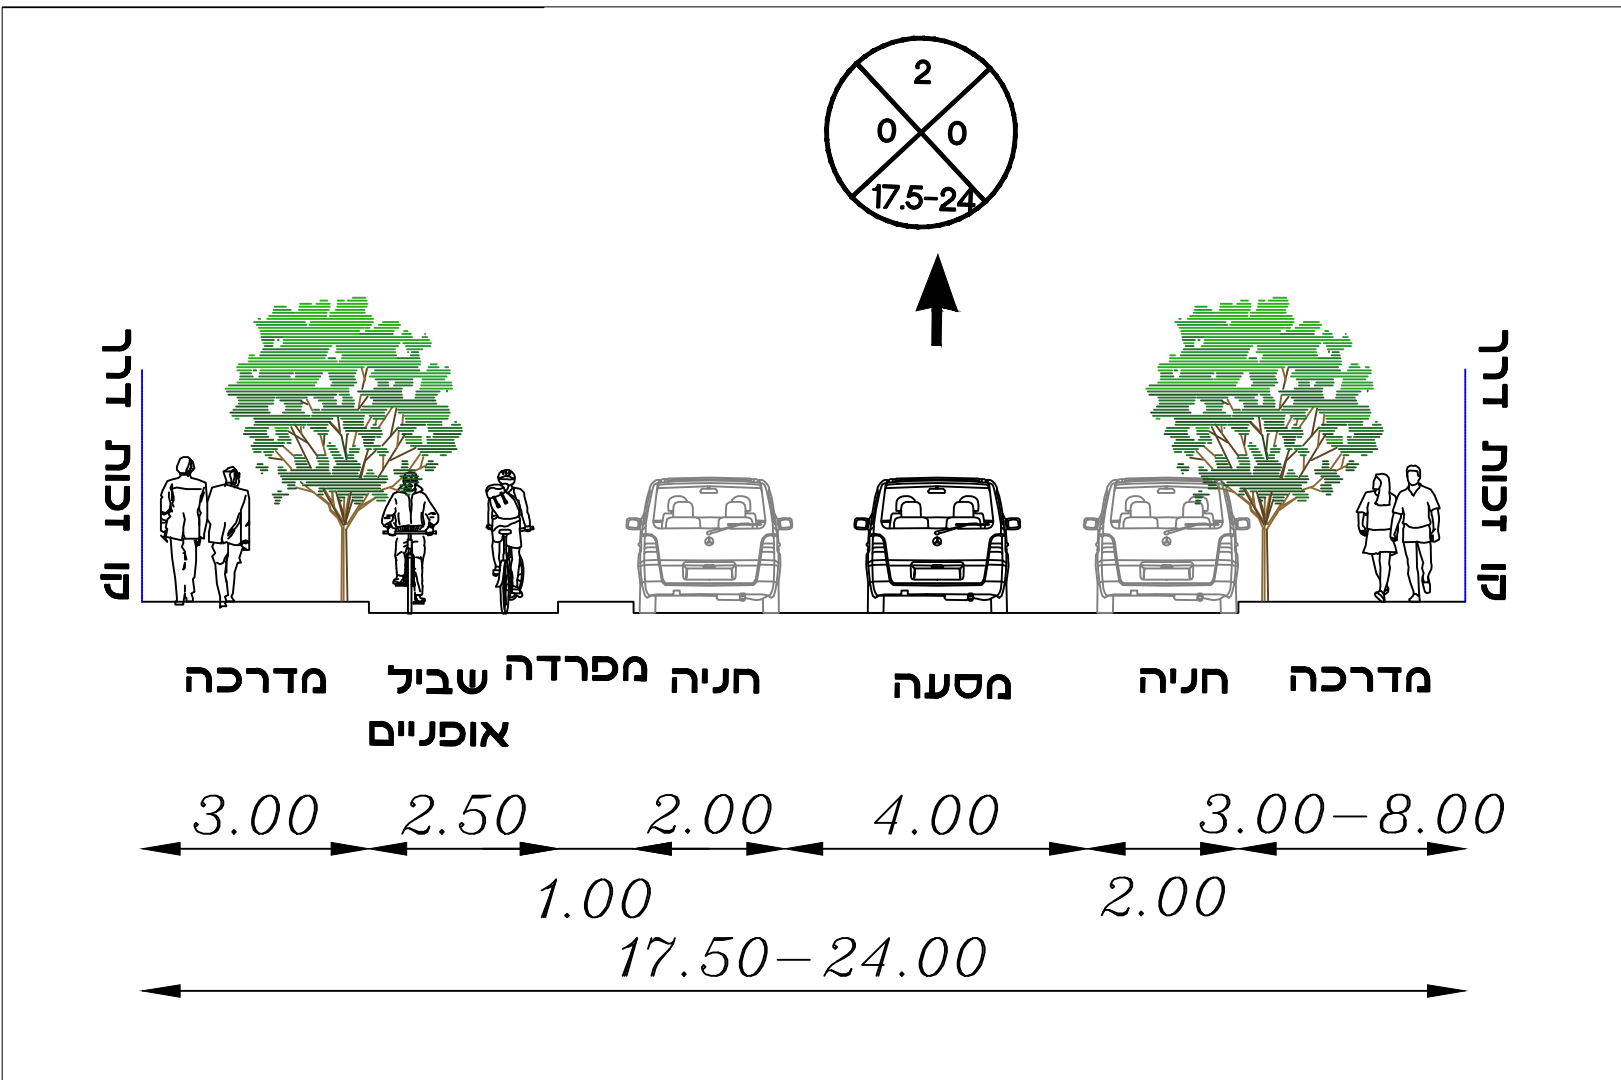 2
0 0
17.5-24
קו זכות דרך
קו זכות דרך
מדרכה חניה מסעה חניה מפרדה שביל מדרכה
אופניים
3.00 2.50 2.00 4.00 3.00-8.00
1.00 2.00
17.50-24.00